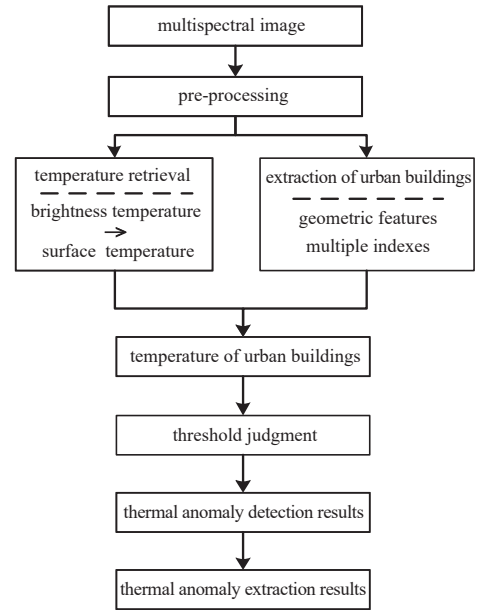 multispectral image
pre-processing
temperature retrieval
brightness temperature
surface temperature
extraction of urban buildings
geometric features
multiple indexes
temperature of urban buildings
threshold judgment
thermal anomaly detection results
thermal anomaly extraction results